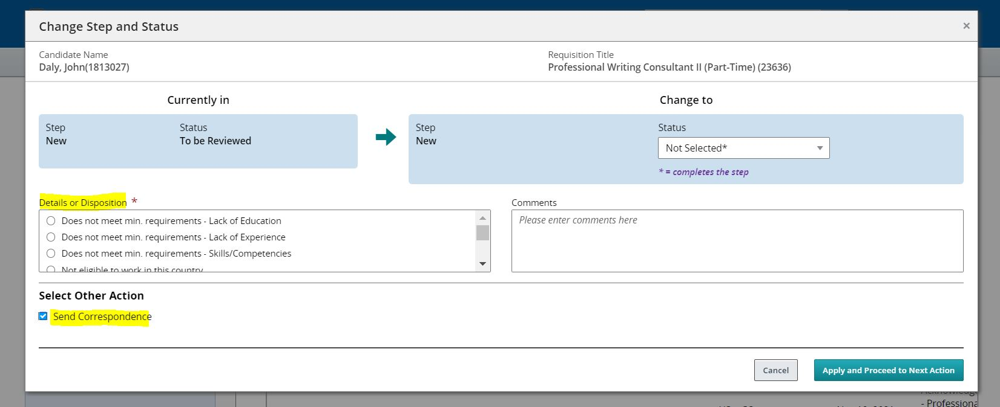 Change Step and Status ×
Candidate Name Requisition Title
Daly, John(1813027) Professional Writing Consultant II (Part-Time) (23636)
Currently in Change to
Step Status Step Status
New To be Reviewed New
Not Selected*
* = completes the step
Details or Disposition * Comments
Does not meet min. requirements - Lack of Education Please enter comments here
Does not meet min. requirements - Lack of Experience
Does not meet min. requirements - Skills/Competencies
Not eligible to work in this country
Select Other Action
Send Correspondence
Cancel Apply and Proceed to Next Action
- Professiona